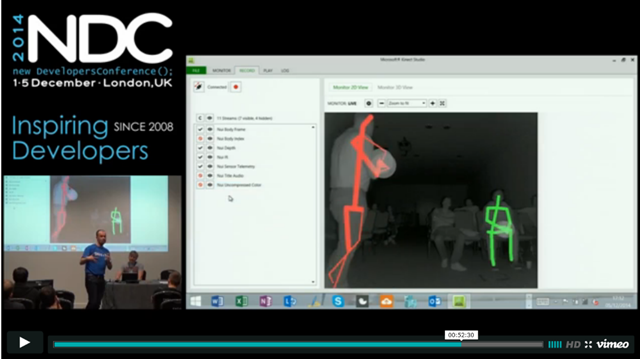 2014
NDC
new DevelopersConference();
1-5 December · London, UK
Inspiring SINCE 2008
Developers
Microsoft® Kinect Studio
FILE MONITOR RECORD PLAY
Connected
Monitor 2D View Monitor 3D View
MONITOR: LIVE Zoom to fit
11 Streams (7 visible, 4 hidden)
Nui Body Frame
Nui Body Index
Nui Depth
Nui IR
Nui Sensor Telemetry
Nui Title Audio
Nui Uncompressed Color
00:52:30
HD vimeo